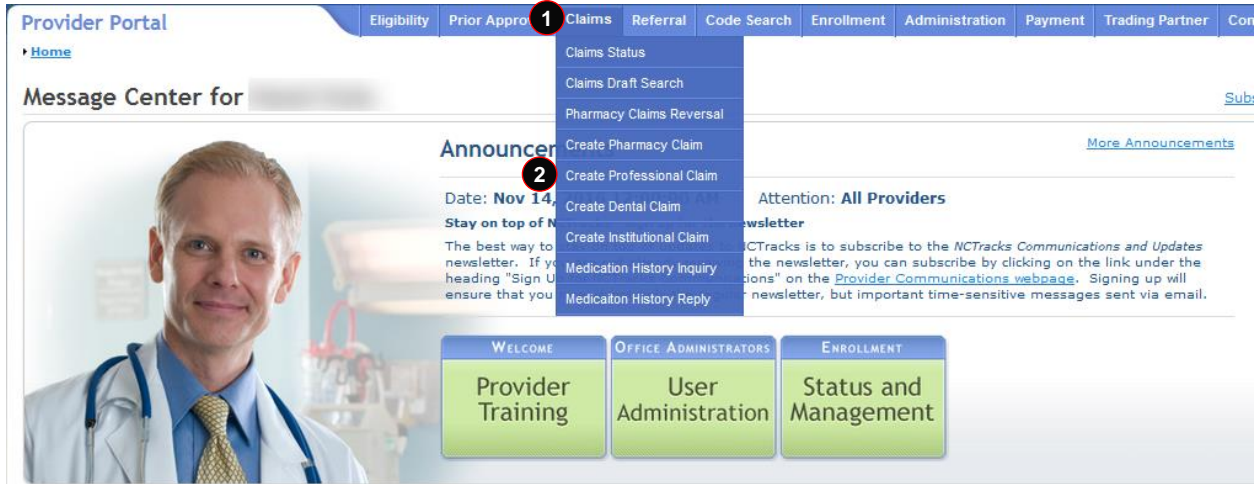 Provider Portal
Eligibility Prior Appro Claims Referral Code Search Enrollment Administration Payment Trading Partner
1
Home
Claims Status
Claims Draft Search
Message Center for
Pharmacy Claims Reversal
Create Pharmacy Claim
Announcements
More Announcements
2
Create Professional Claim
Date: Nov 14, AM Attention: All Providers
Create Dental Claim
Stay on top of newsletter
Create Institutional Claim
The best way to NCTracks is to subscribe to the NCTracks Communications and Updates
newsletter. If the newsletter, you can subscribe by clicking on the link under the
Medication History Inquiry
heading "Sign on the Provider Communications webpage. Signing up will
ensure that you newsletter, but important time-sensitive messages sent via email.
Medicaiton History Reply
WELCOME
Provider
Training
OFFICE ADMINISTRATORS
User
Administration
ENROLLMENT
Status and
Management